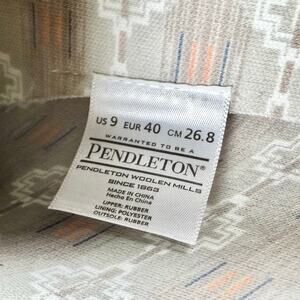 US 9 EUR 40 CM 26.8
WARRANTED TO BE A
PENDLETON®
PENDLETON WOOLEN MILLS
SINCE 1863
MADE IN CHINA
Hecho En China
UPPER: RUBBER
LINING: POLYESTER
OUTSOLE: RUBBER